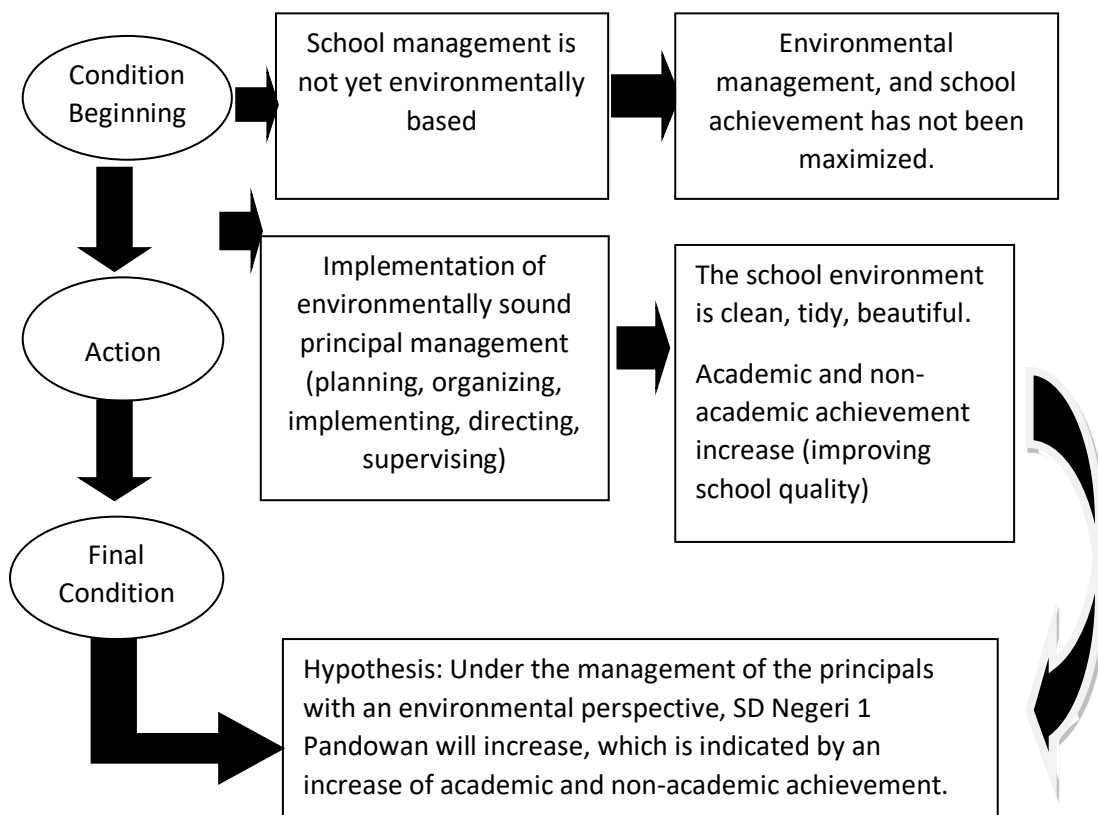 Condition
Beginning
School management is
not yet environmentally
based
Environmental
management, and school
achievement has not been
maximized.
Action
Implementation of
environmentally sound
principal management
(planning, organizing,
implementing, directing,
supervising)
The school environment
is clean, tidy, beautiful.
Academic and non-
academic achievement
increase (improving
school quality)
Final
Condition
Hypothesis: Under the management of the principals
with an environmental perspective, SD Negeri 1
Pandowan will increase, which is indicated by an
increase of academic and non-academic achievement.